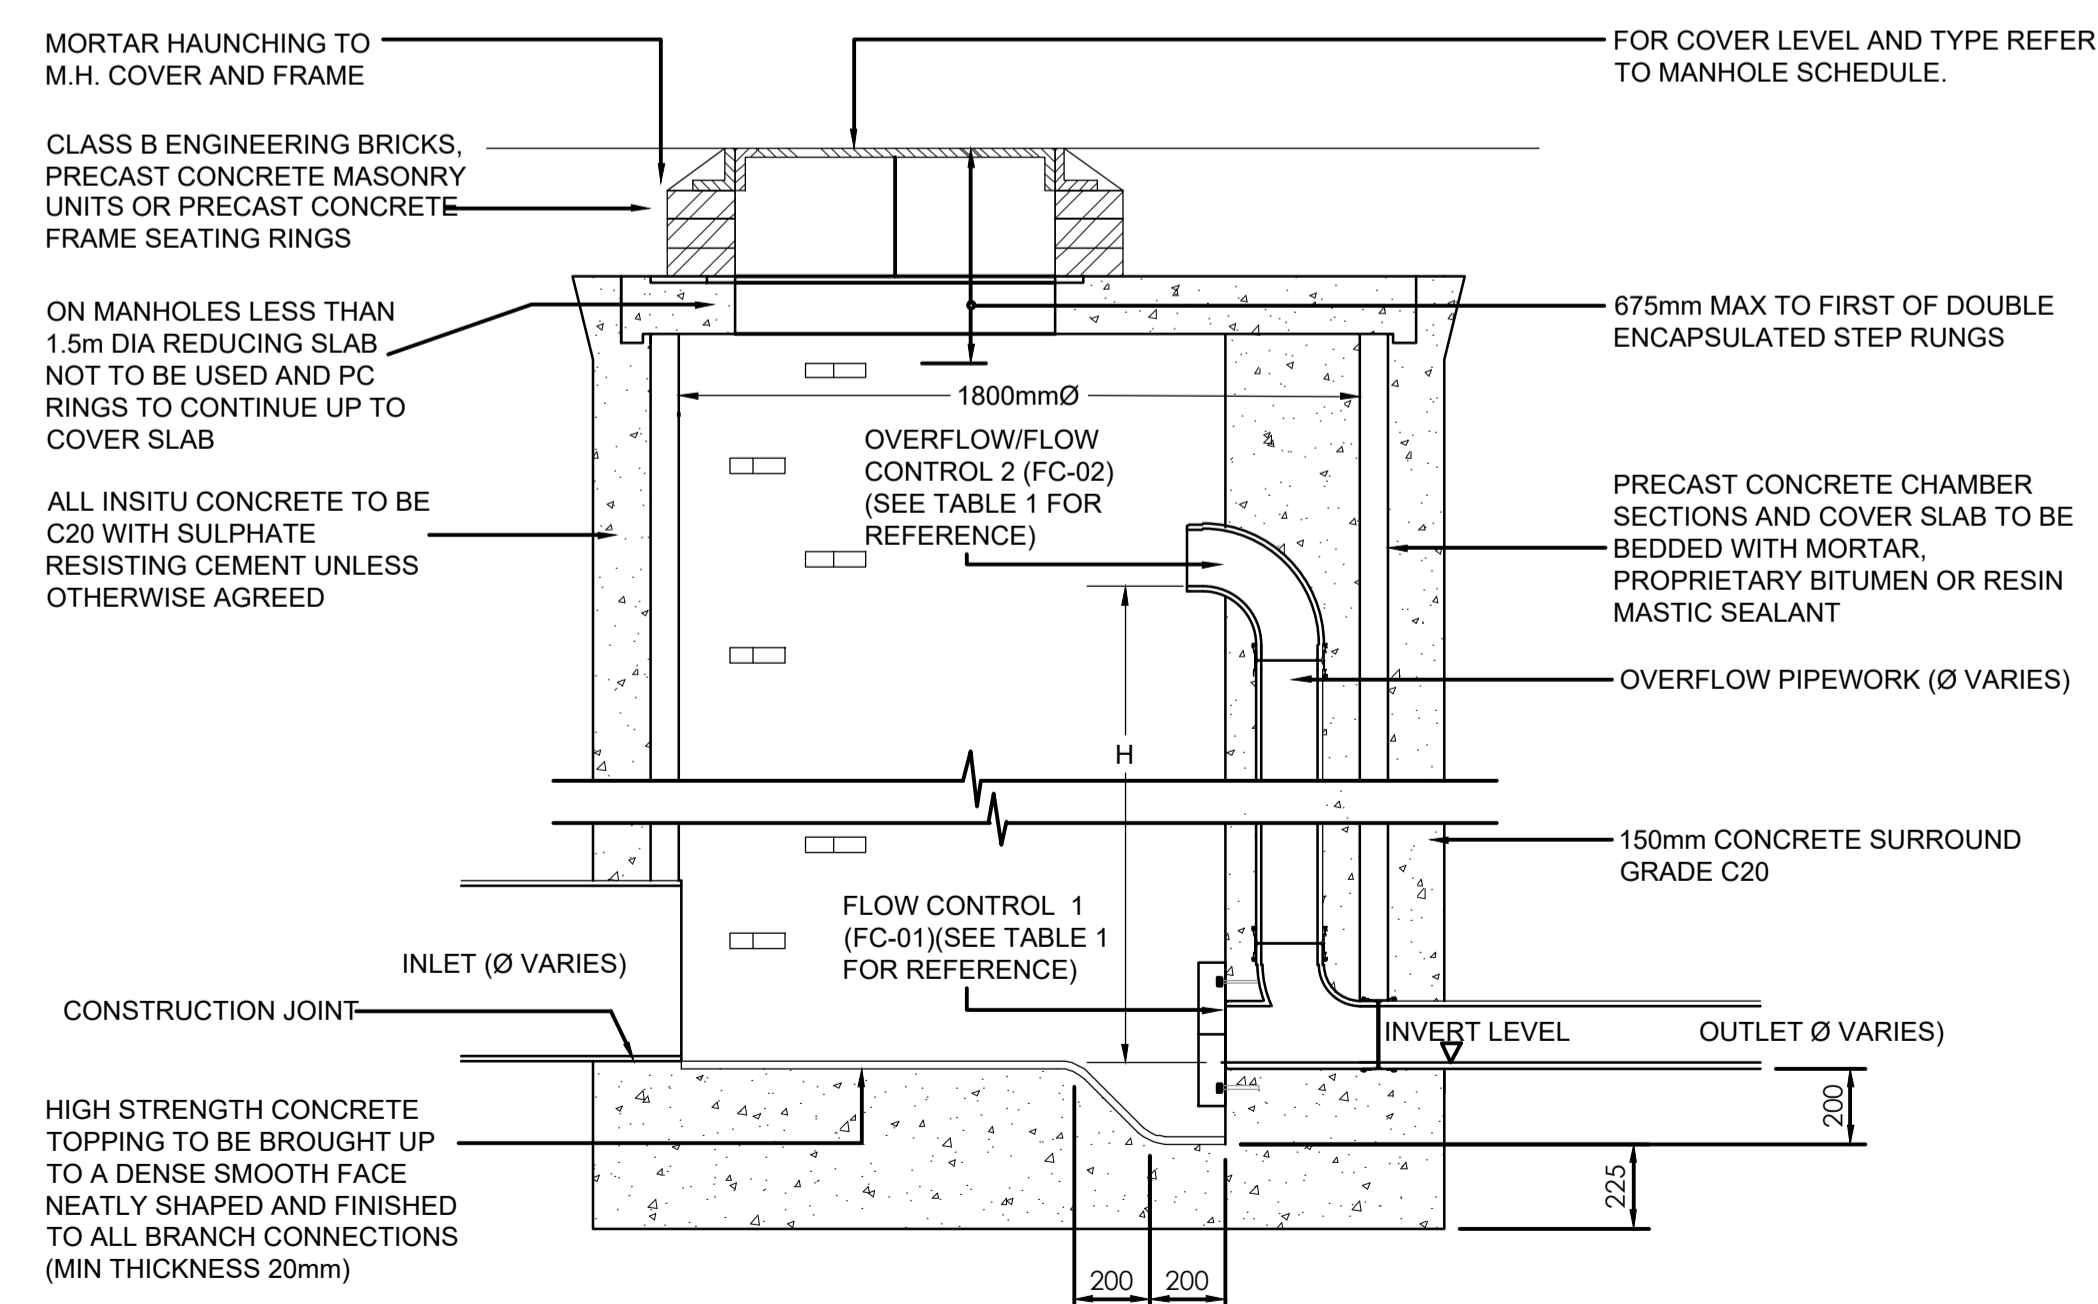 MORTAR HAUNCHING TO
M.H. COVER AND FRAME
FOR COVER LEVEL AND TYPE REFER
TO MANHOLE SCHEDULE.
CLASS B ENGINEERING BRICKS,
PRECAST CONCRETE MASONRY
UNITS OR PRECAST CONCRETE
FRAME SEATING RINGS
ON MANHOLES LESS THAN
1.5m DIA REDUCING SLAB
NOT TO BE USED AND PC
RINGS TO CONTINUE UP TO
COVER SLAB
675mm MAX TO FIRST OF DOUBLE
ENCAPSULATED STEP RUNGS
1800mmØ
OVERFLOW/FLOW
CONTROL 2 (FC-02)
(SEE TABLE 1 FOR
REFERENCE)
ALL INSITU CONCRETE TO BE
C20 WITH SULPHATE
RESISTING CEMENT UNLESS
OTHERWISE AGREED
PRECAST CONCRETE CHAMBER
SECTIONS AND COVER SLAB TO BE
BEDDED WITH MORTAR,
PROPRIETARY BITUMEN OR RESIN
MASTIC SEALANT
OVERFLOW PIPEWORK (Ø VARIES)
H
150mm CONCRETE SURROUND
GRADE C20
FLOW CONTROL 1
(FC-01)(SEE TABLE 1
FOR REFERENCE)
INLET (Ø VARIES)
CONSTRUCTION JOINT
INVERT LEVEL
OUTLET Ø VARIES)
HIGH STRENGTH CONCRETE
TOPPING TO BE BROUGHT UP
TO A DENSE SMOOTH FACE
NEATLY SHAPED AND FINISHED
TO ALL BRANCH CONNECTIONS
(MIN THICKNESS 20mm)
200
225
200
200